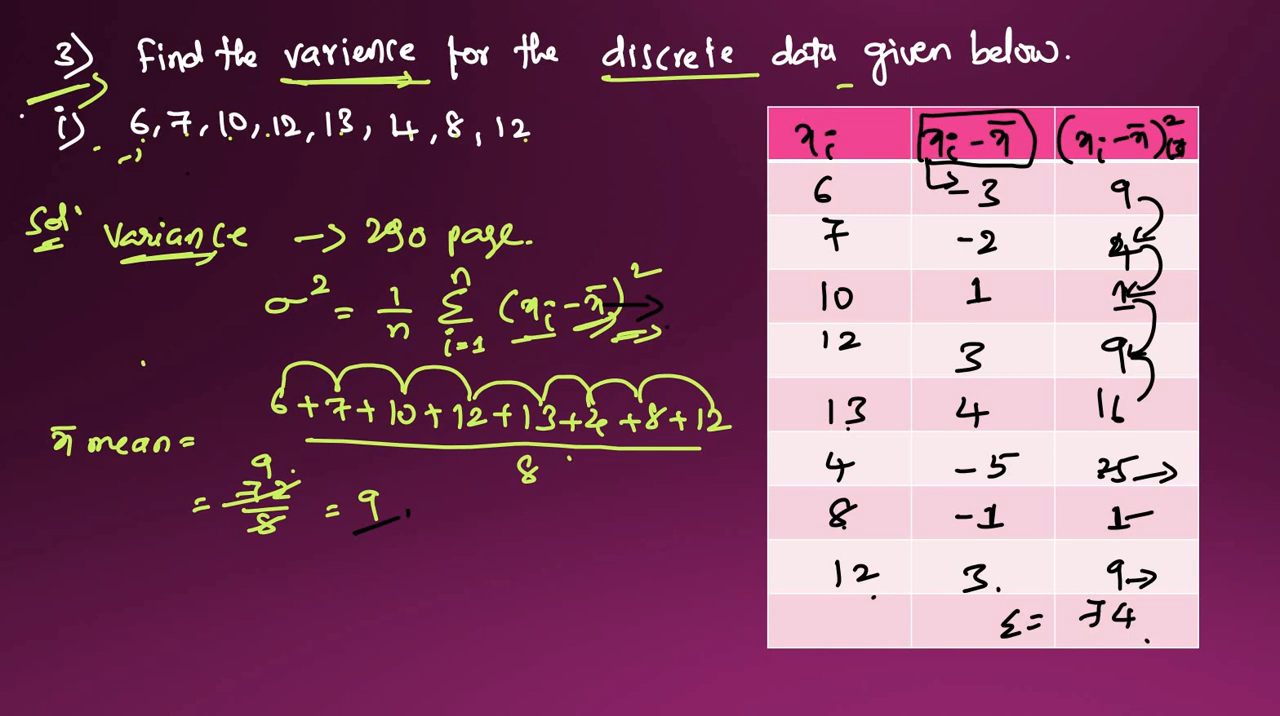 3) Find the varience for the discrete data given below.
i) 6, 7, 10, 12, 13, 4, 8, 12
Sol: Variance → 290 page.
σ² = 1/n Σ i=1 n (xi - x̄)²
x̄ mean = 6+7+10+12+13+4+8+12 / 8
= 72/8 9 = 9
xi xi - x̄ (xi - x̄)²
6 -3 9
7 -2 4
10 1 1
12 3 9
13 4 16
4 -5 25
8 -1 1
12 3 9
Σ = 74